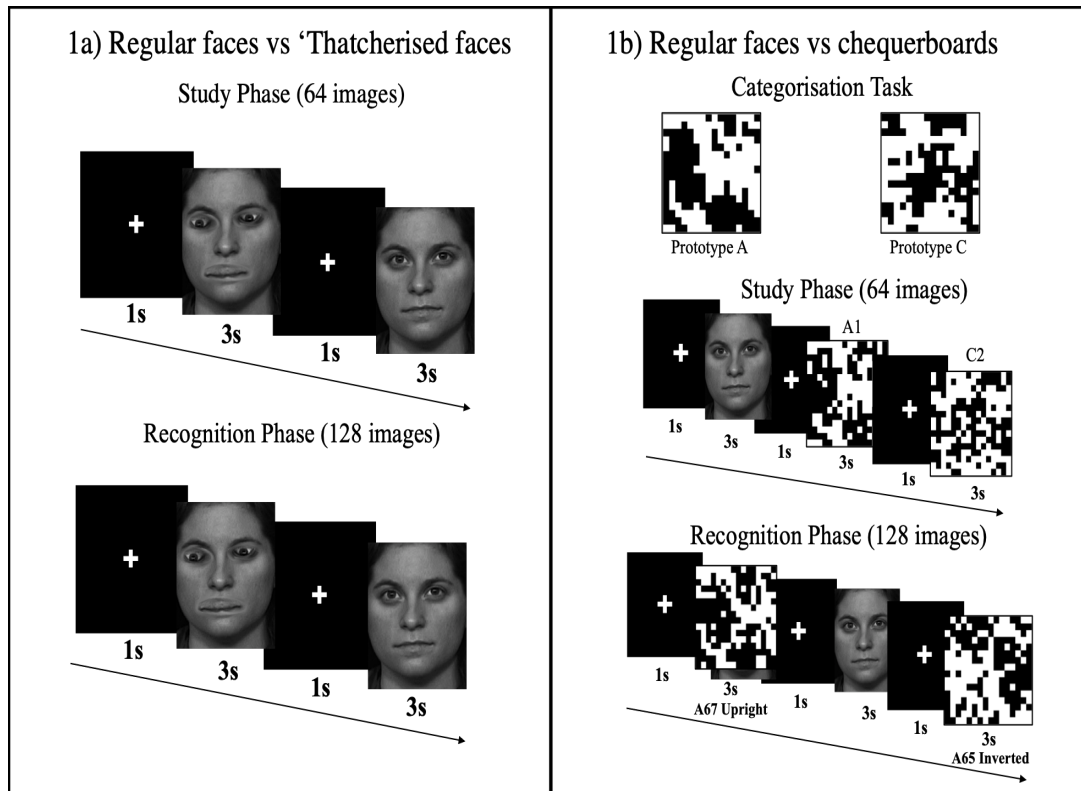 1a) Regular faces vs ‘Thatcherised faces
Study Phase (64 images)
1s
3s
1s
3s
Recognition Phase (128 images)
1s
3s
1s
3s
1b) Regular faces vs chequerboards
Categorisation Task
Prototype A
Prototype C
Study Phase (64 images)
A1
C2
1s
3s
1s
3s
1s
3s
Recognition Phase (128 images)
1s
3s
A67 Upright
1s
3s
1s
3s
A65 Inverted